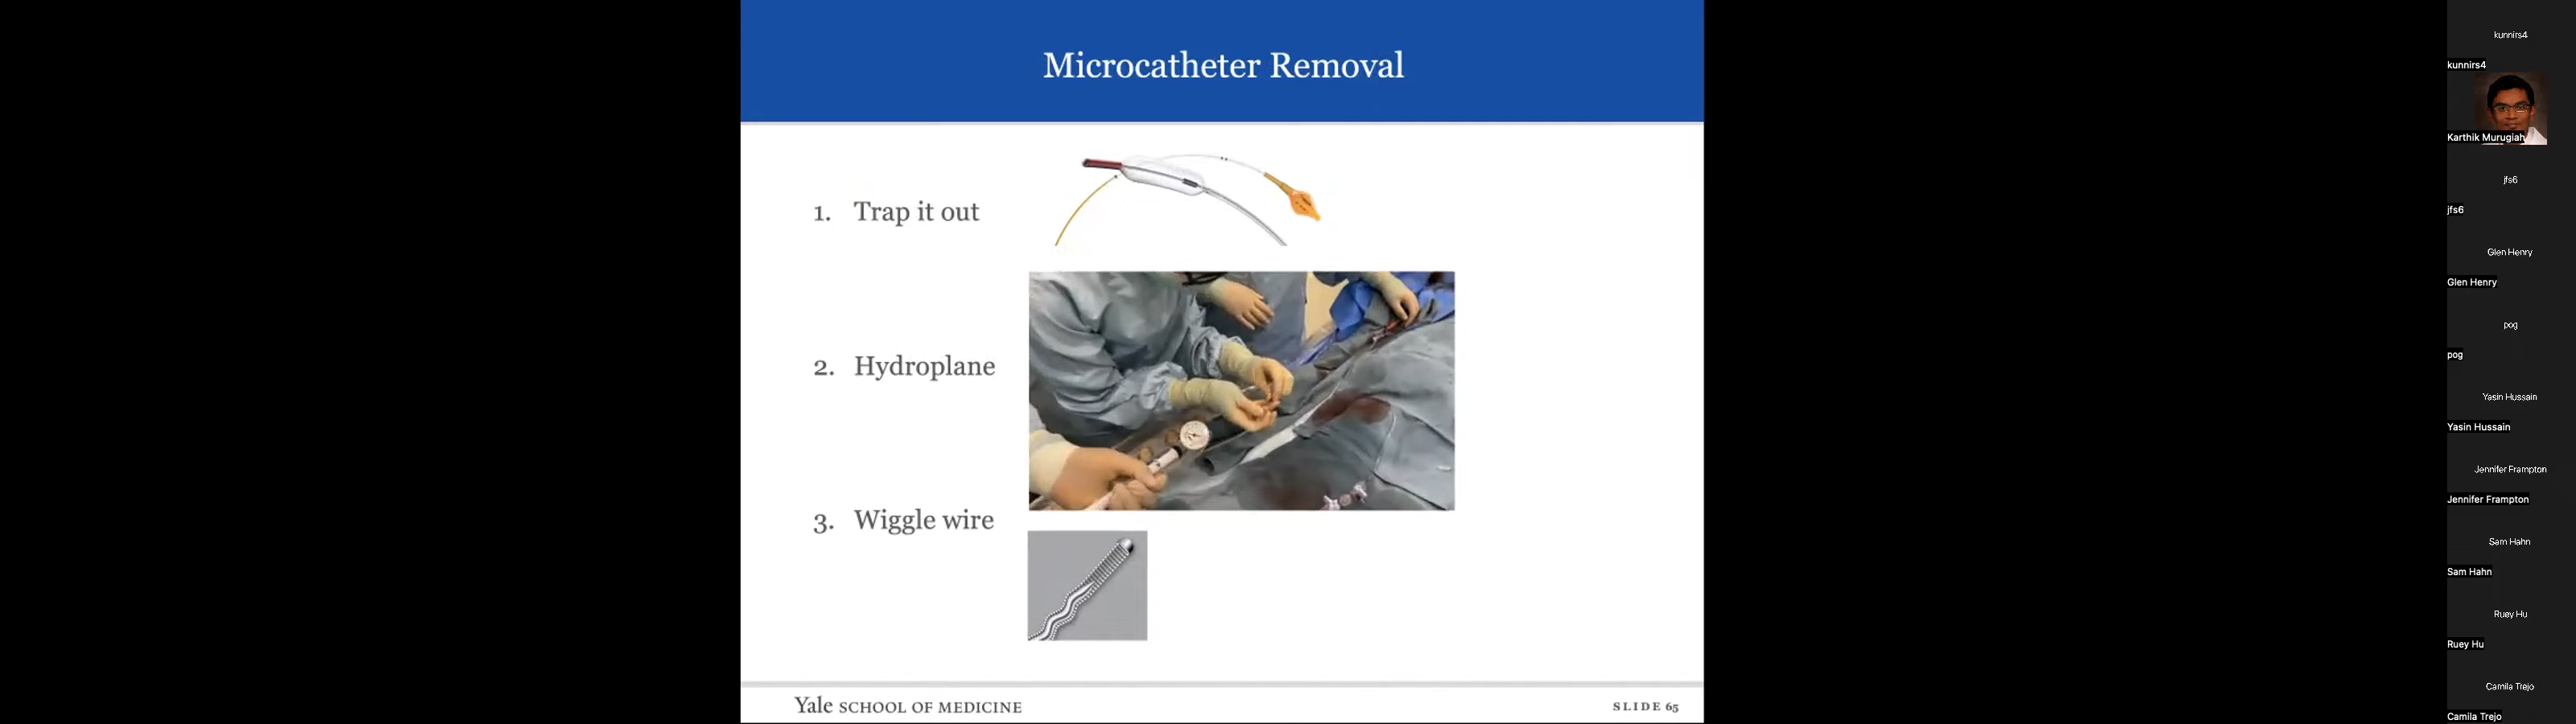 Microcatheter Removal
1. Trap it out
2. Hydroplane
3. Wiggle wire
Yale SCHOOL OF MEDICINE
SLIDE 65
kunnirs4
kunnirs4
Karthik Murugiah
jfs6
jfs6
Glen Henry
Glen Henry
pog
pog
Yasin Hussain
Yasin Hussain
Jennifer Frampton
Jennifer Frampton
Sam Hahn
Sam Hahn
Ruey Hu
Ruey Hu
Camila Trejo
Camila Trejo